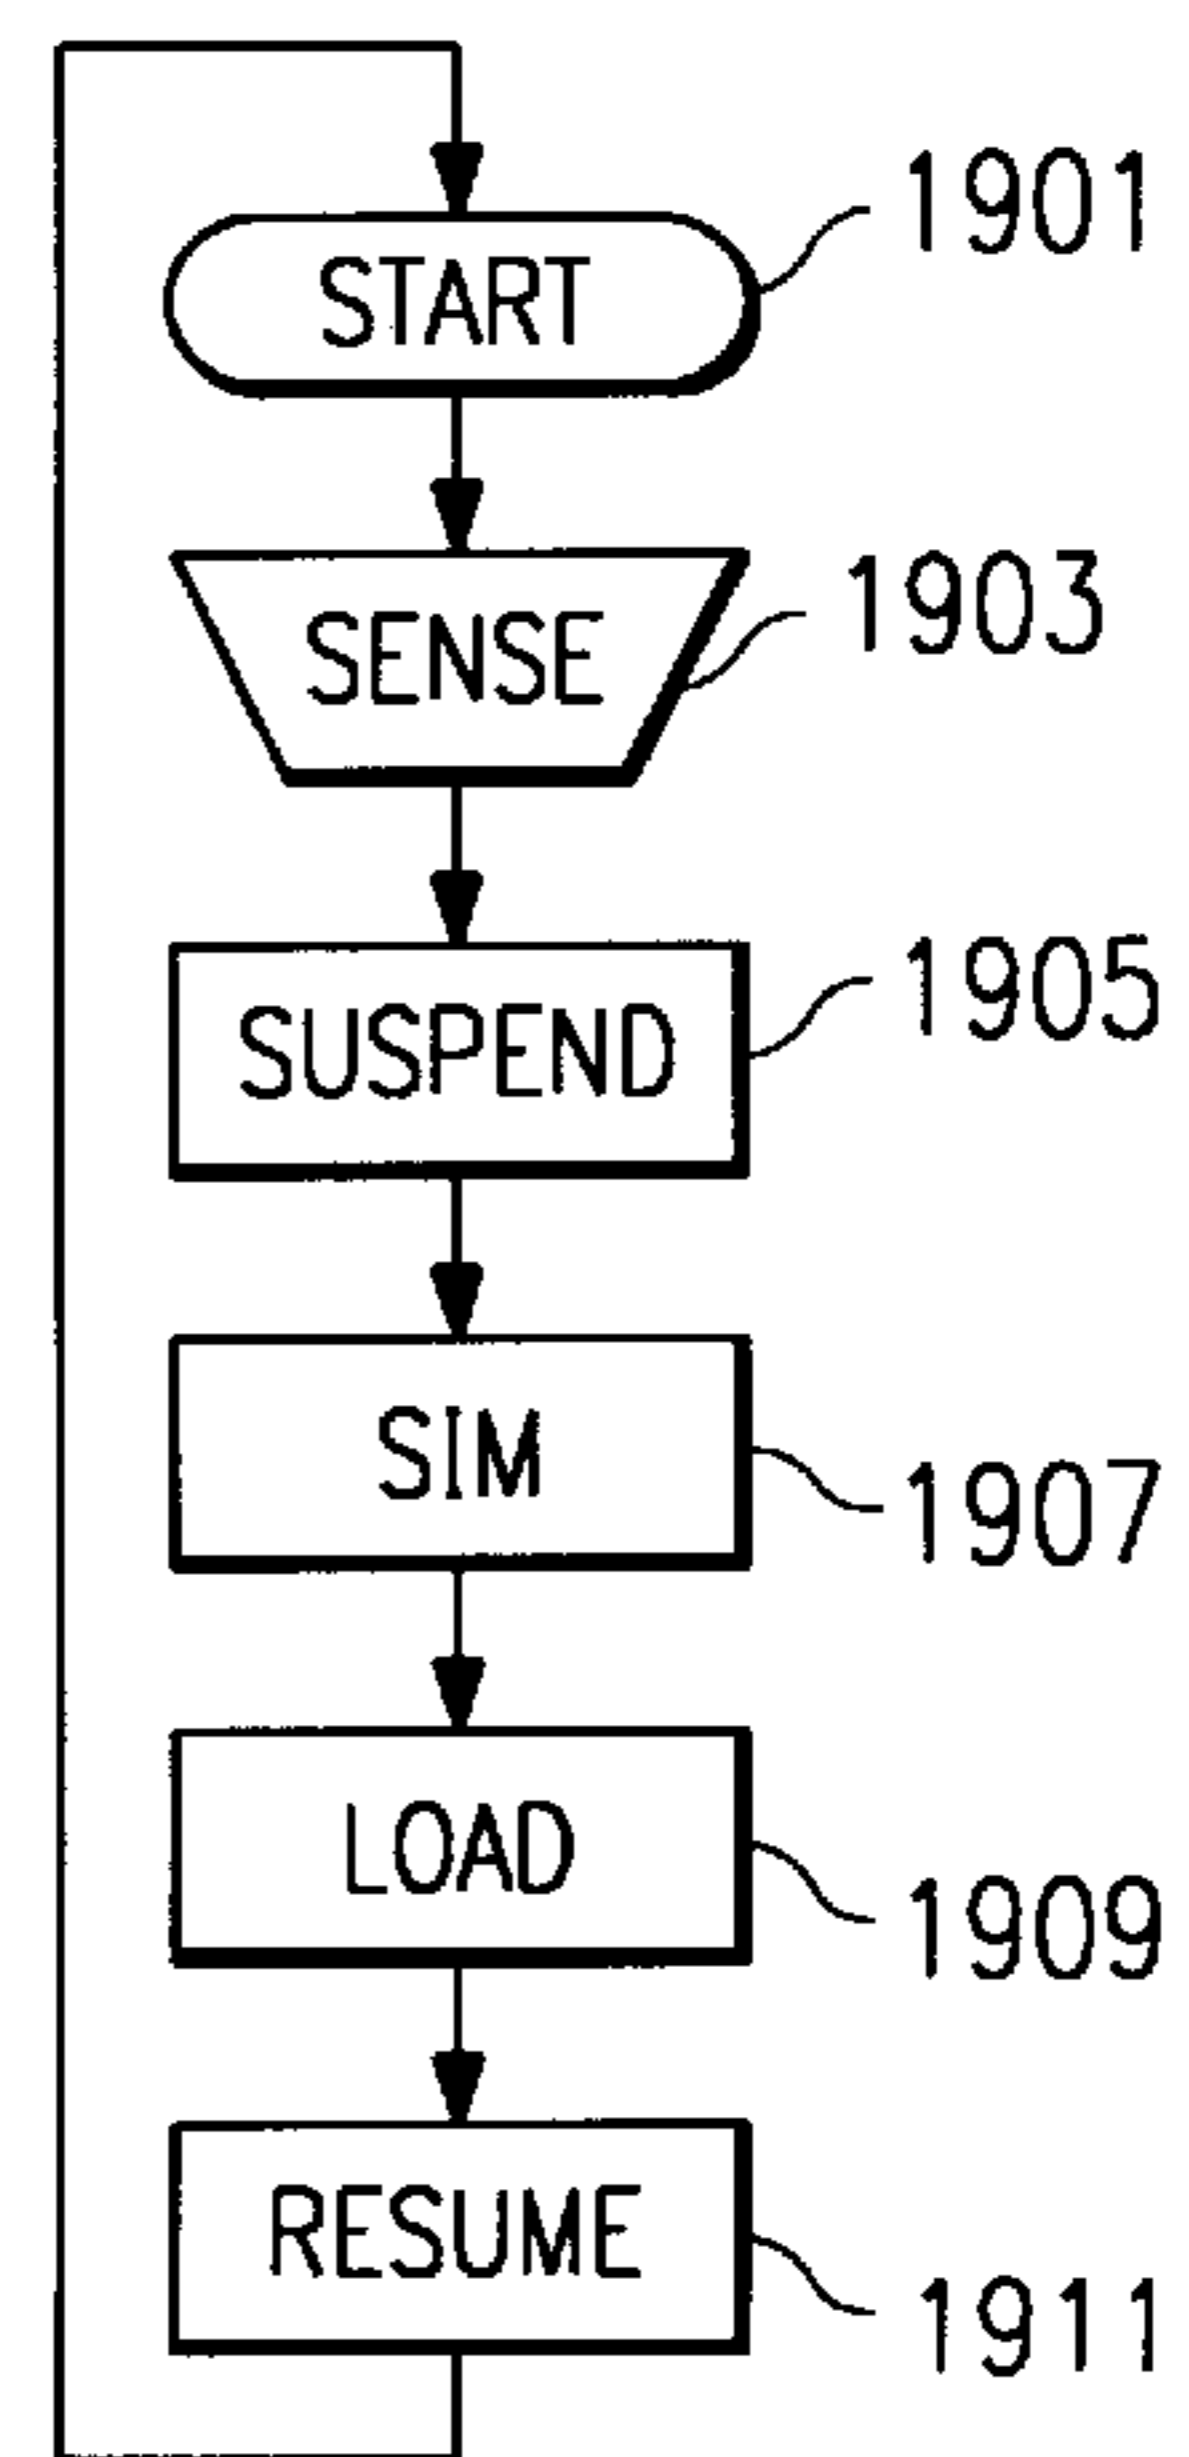 1901
START
1903
SENSE
1905
SUSPEND
SIM
1907
LOAD
1909
RESUME
1911